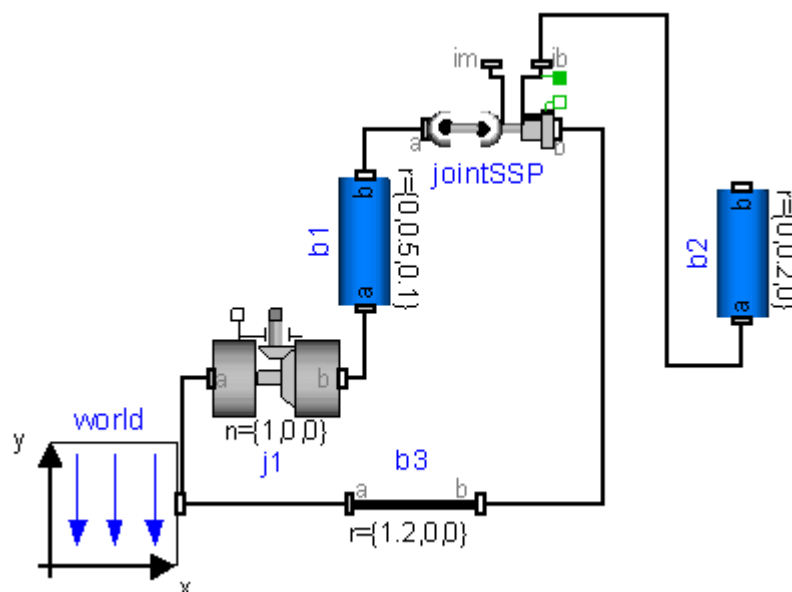 im
ib
a
b
jointSSP
b
b1
a
r={0,0.5,0.1}
b
b2
a
r={0,0.2,0}
a
b
n={1,0,0}
j1
world
y
x
b3
a
b
r={1.2,0,0}